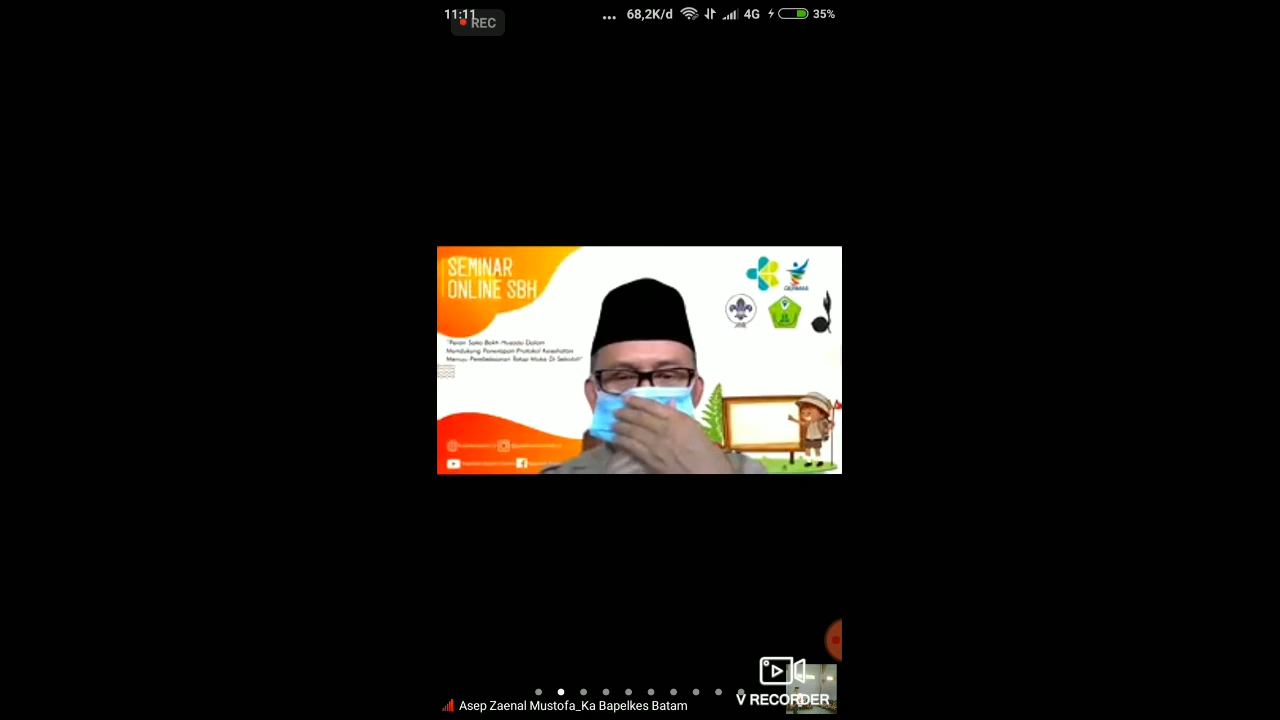 11:11
REC
68,2K/d
4G
35%
SEMINAR
ONLINE SBH
GERMAS
"Peran Saka Bakti Husada Dalam
Mendukung Penerapan Protokol Kesehatan
Menuju Pembelajaran Tatap Muka Di Sekolah"
V RECORDER
Asep Zaenal Mustofa_Ka Bapelkes Batam